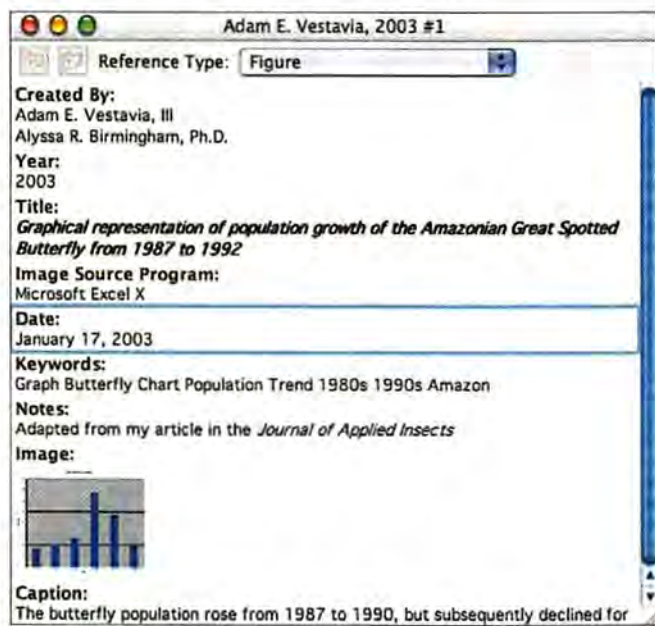 Adam E. Vestavia, 2003 #1
Reference Type: Figure
Created By:
Adam E. Vestavia, III
Alyssa R. Birmingham, Ph.D.
Year:
2003
Title:
Graphical representation of population growth of the Amazonian Great Spotted
Butterfly from 1987 to 1992
Image Source Program:
Microsoft Excel X
Date:
January 17, 2003
Keywords:
Graph Butterfly Chart Population Trend 1980s 1990s Amazon
Notes:
Adapted from my article in the Journal of Applied Insects
Image:
Caption:
The butterfly population rose from 1987 to 1990, but subsequently declined for